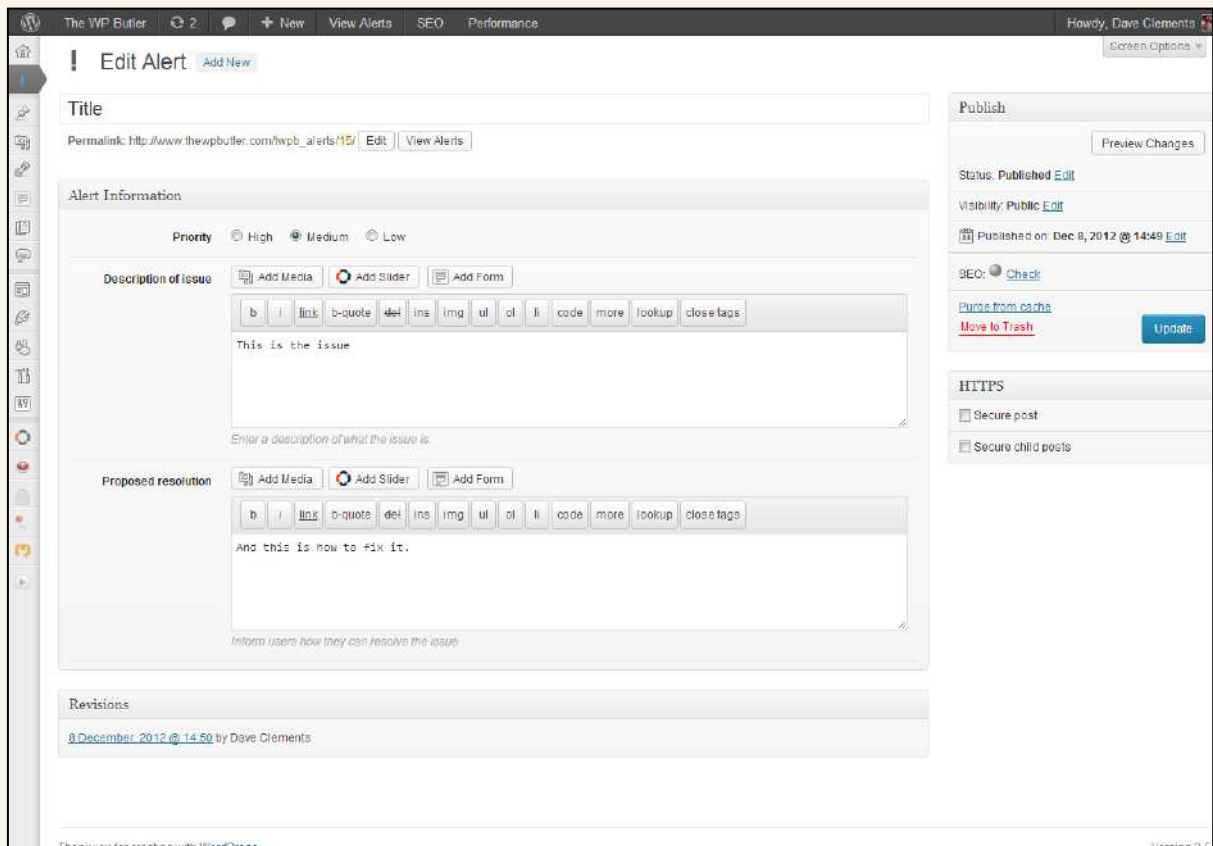 The WP Butler 2 + New View Alerts SEO Performance Howdy, Dave Clements
Screen Options
! Edit Alert Add New
Title
Permalink: http://www.thewpbutler.com/twpb_alerts/15/ Edit View Alerts
Alert Information
Priority High Medium Low
Description of issue Add Media Add Slider Add Form
b i link b-quote del ins img ul ol li code more lookup close tags
This is the issue
Enter a description of what the issue is.
Proposed resolution Add Media Add Slider Add Form
b i link b-quote del ins img ul ol li code more lookup close tags
And this is how to fix it.
Inform users how they can resolve the issue.
Revisions
8 December, 2012 @ 14:50 by Dave Clements
Publish
Preview Changes
Status: Published Edit
Visibility: Public Edit
Published on: Dec 8, 2012 @ 14:49 Edit
SEO: Check
Purge from cache
Move to Trash Update
HTTPS
Secure post
Secure child posts